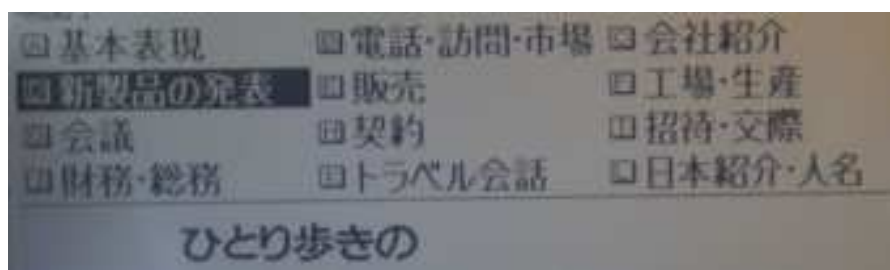 基本表現 電話・訪問・市場 会社紹介
新製品の発表 販売 工場・生産
会議 契約 招待・交際
財務・総務 トラベル会話 日本紹介・人名
ひとり歩きの